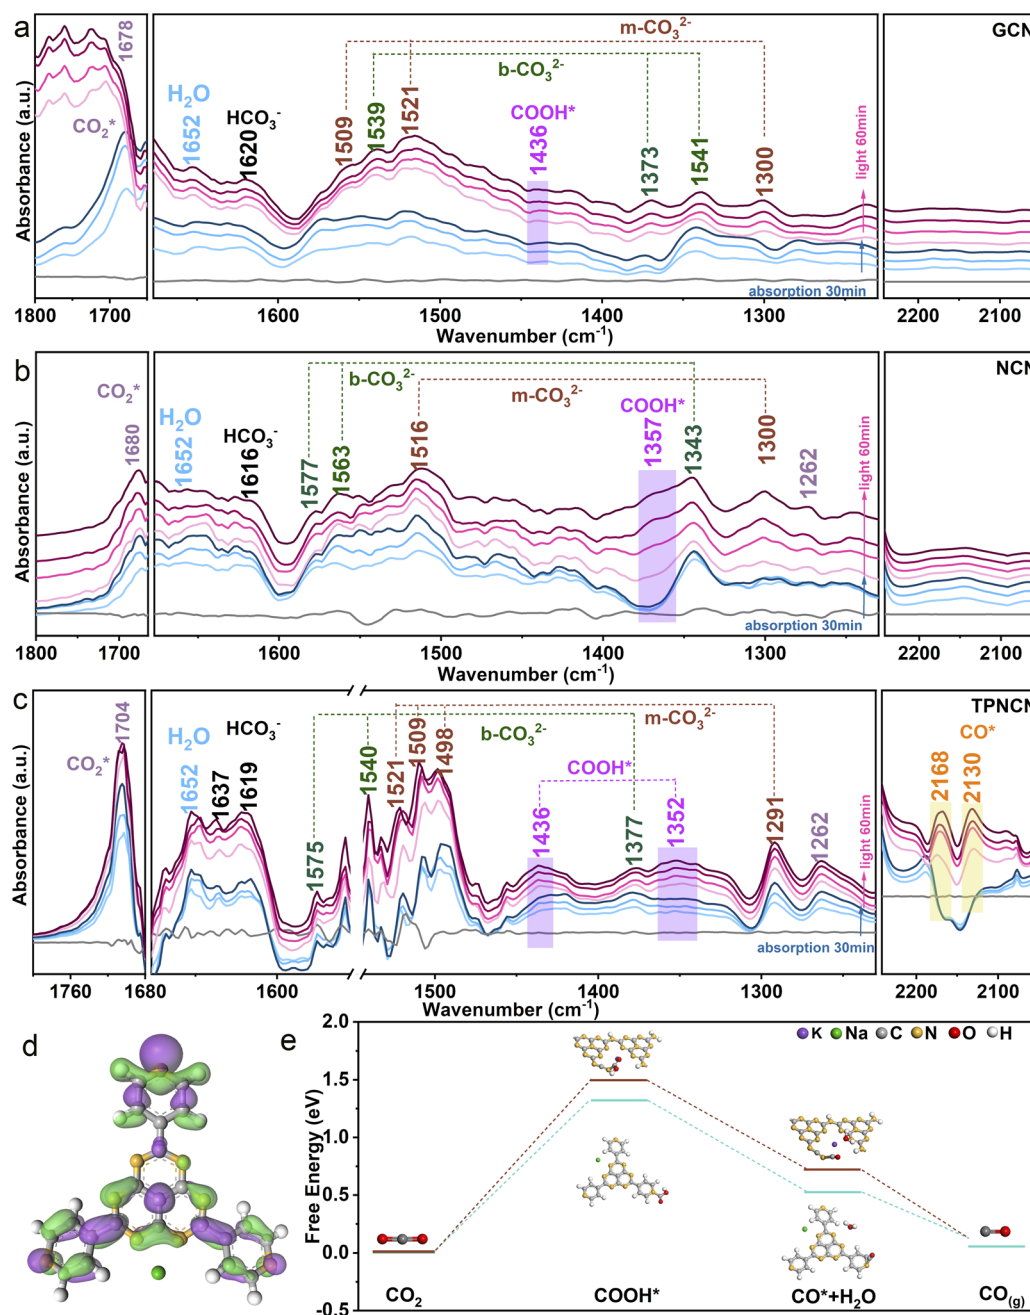 a
GCN
1678
CO₂*
H₂O
1652
HCO₃⁻
1620
1509
1539
1521
m-CO₃²⁻
b-CO₃²⁻
COOH*
1436
1373
1541
1300
light 60min
absorption 30min
Absorbance (a.u.)
1800 1700 1600 1500 1400 1300 2200 2100
Wavenumber (cm⁻¹)
b
NCN
CO₂*
1680
H₂O
1652
HCO₃⁻
1616
1577
1563
b-CO₃²⁻
m-CO₃²⁻
1516
COOH*
1357
1343
1300
1262
light 60min
absorption 30min
Absorbance (a.u.)
1800 1700 1600 1500 1400 1300 2200 2100
Wavenumber (cm⁻¹)
c
TPNCN
1704
CO₂*
H₂O
1652
HCO₃⁻
1637
1619
1575
1540
1521
1509
1498
m-CO₃²⁻
b-CO₃²⁻
COOH*
1436
1377
1352
1291
1262
CO*
2168
2130
light 60min
absorption 30min
Absorbance (a.u.)
1760 1680 1600 1500 1400 1300 2200 2100
Wavenumber (cm⁻¹)
d
e
K Na C N O H
Free Energy (eV)
2.0
1.5
1.0
0.5
0.0
-0.5
CO₂ COOH* CO*+H₂O CO(g)